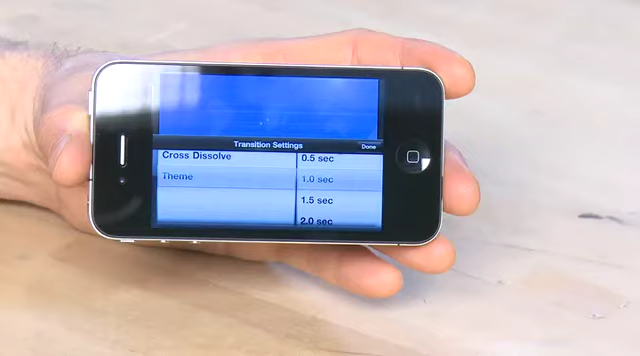 Transition Settings
Done
Cross Dissolve
0.5 sec
Theme
1.0 sec
1.5 sec
2.0 sec